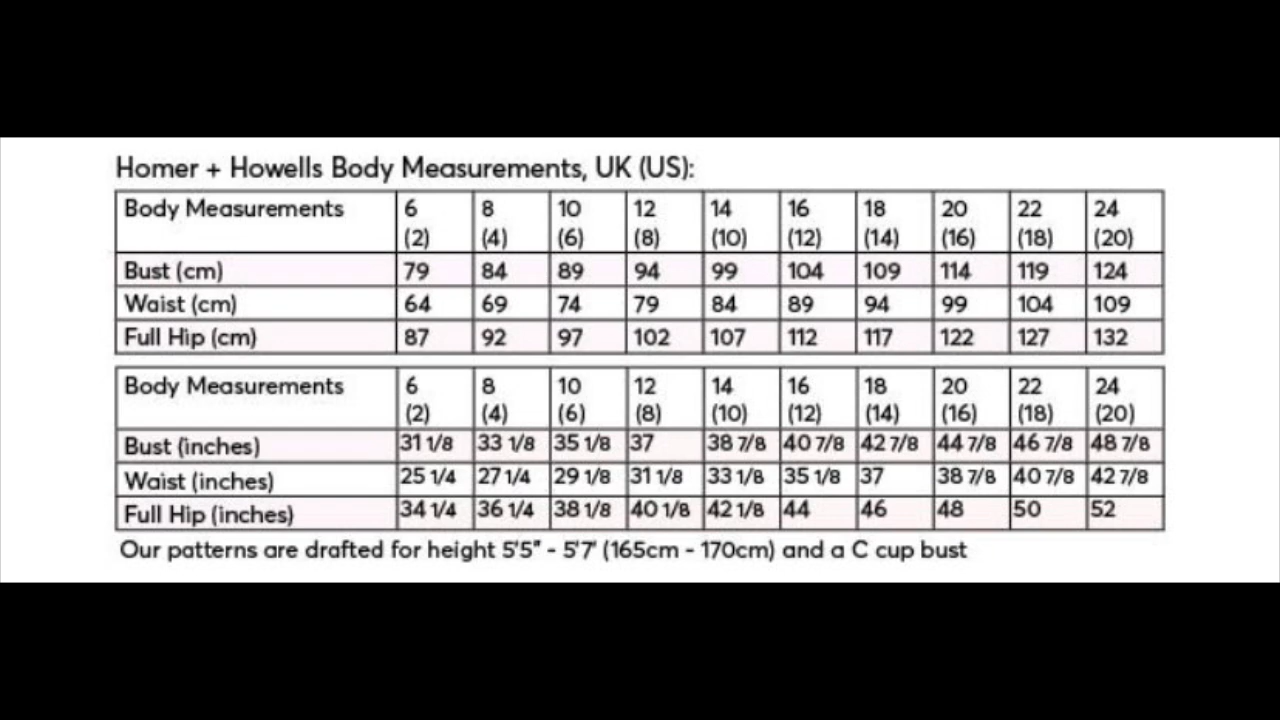 Homer + Howells Body Measurements, UK (US):
Body Measurements 6 8 10 12 14 16 18 20 22 24
(2) (4) (6) (8) (10) (12) (14) (16) (18) (20)
Bust (cm) 79 84 89 94 99 104 109 114 119 124
Waist (cm) 64 69 74 79 84 89 94 99 104 109
Full Hip (cm) 87 92 97 102 107 112 117 122 127 132
Body Measurements 6 8 10 12 14 16 18 20 22 24
(2) (4) (6) (8) (10) (12) (14) (16) (18) (20)
Bust (inches) 31 1/8 33 1/8 35 1/8 37 38 7/8 40 7/8 42 7/8 44 7/8 46 7/8 48 7/8
Waist (inches) 25 1/4 27 1/4 29 1/8 31 1/8 33 1/8 35 1/8 37 38 7/8 40 7/8 42 7/8
Full Hip (inches) 34 1/4 36 1/4 38 1/8 40 1/8 42 1/8 44 46 48 50 52
Our patterns are drafted for height 5'5" - 5'7' (165cm - 170cm) and a C cup bust